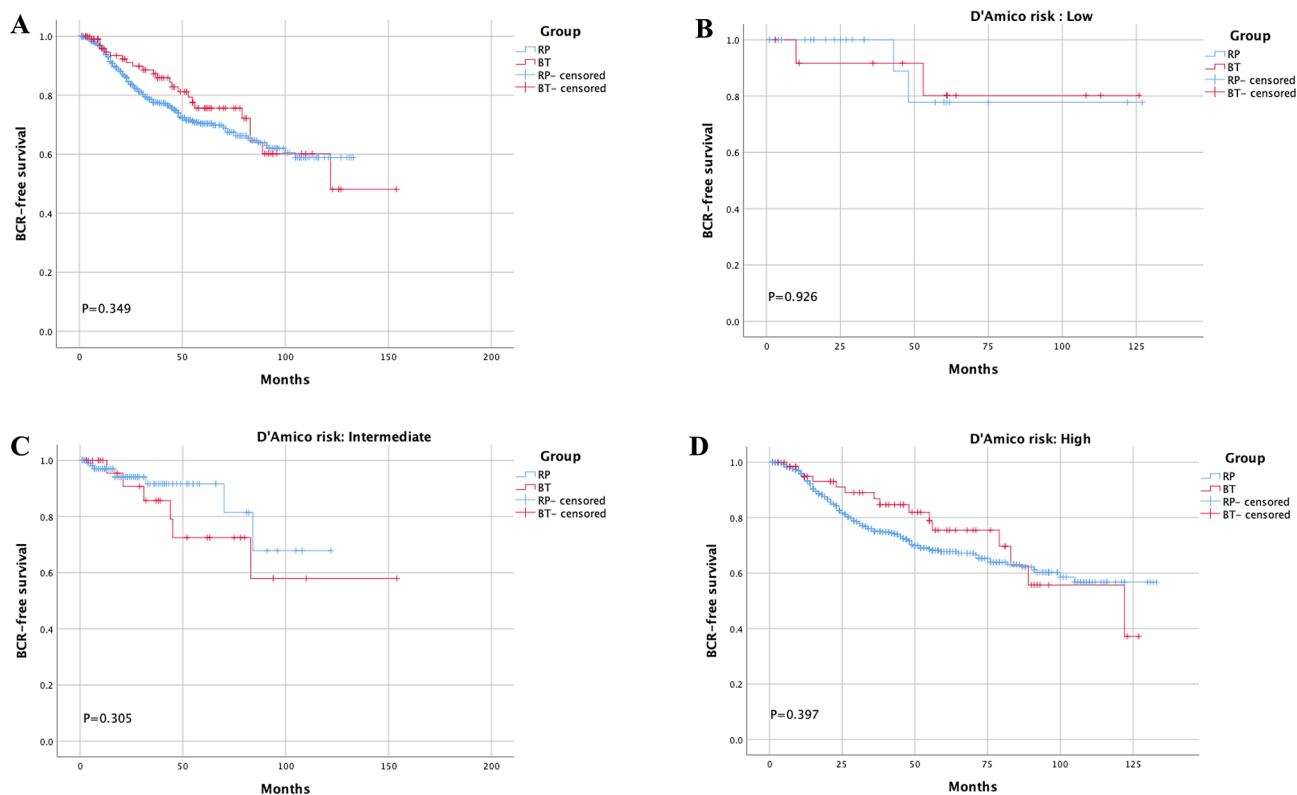 A
Group
RP
BT
RP- censored
BT- censored
BCR-free survival
1.0
0.8
0.6
0.4
0.2
0.0
P=0.349
0 50 100 150 200
Months
B
D'Amico risk : Low
Group
RP
BT
RP- censored
BT- censored
BCR-free survival
1.0
0.8
0.6
0.4
0.2
0.0
P=0.926
0 25 50 75 100 125
Months
C
D'Amico risk: Intermediate
Group
RP
BT
RP- censored
BT- censored
BCR-free survival
1.0
0.8
0.6
0.4
0.2
0.0
P=0.305
0 50 100 150 200
Months
D
D'Amico risk: High
Group
RP
BT
RP- censored
BT- censored
BCR-free survival
1.0
0.8
0.6
0.4
0.2
0.0
P=0.397
0 25 50 75 100 125
Months